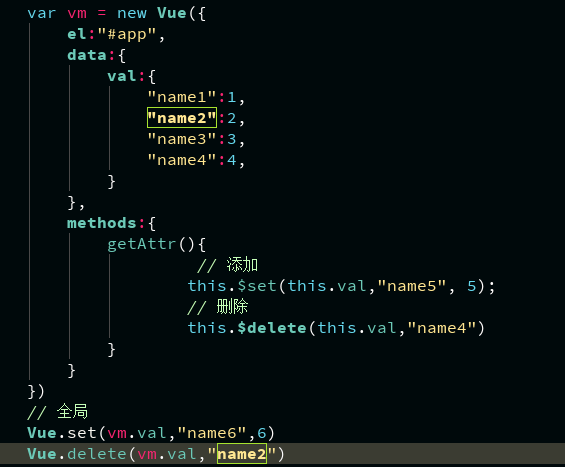 var vm = new Vue({
    el:"#app",
    data:{
        val:{
            "name1":1,
            "name2":2,
            "name3":3,
            "name4":4,
        }
    },
    methods:{
        getAttr(){
                 // 添加
                this.$set(this.val,"name5", 5);
                // 删除
                this.$delete(this.val,"name4")
        }
    }
})
// 全局
Vue.set(vm.val,"name6",6)
Vue.delete(vm.val,"name2")